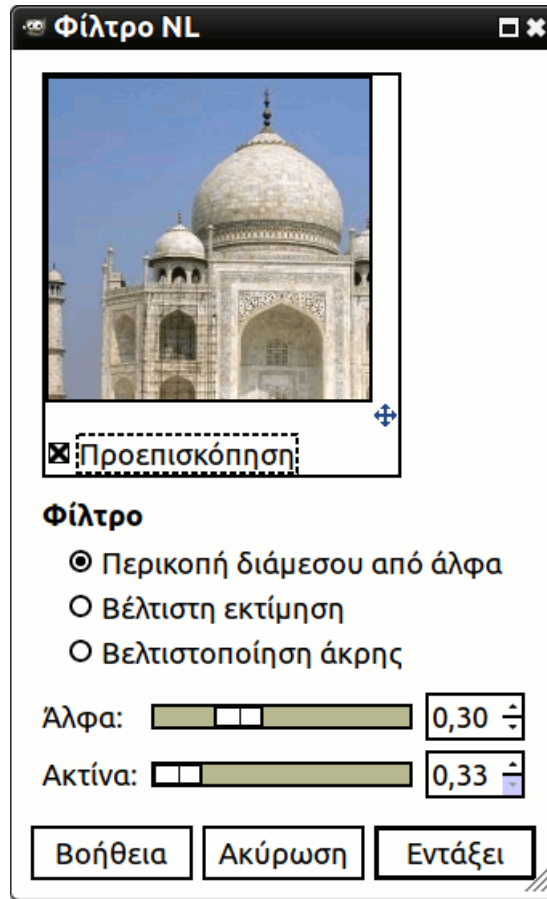 Φίλτρο NL
Προεπισκόπηση
Φίλτρο
Περικοπή διάμεσου από άλφα
Βέλτιστη εκτίμηση
Βελτιστοποίηση άκρης
Άλφα: 0,30
Ακτίνα: 0,33
Βοήθεια Ακύρωση Εντάξει